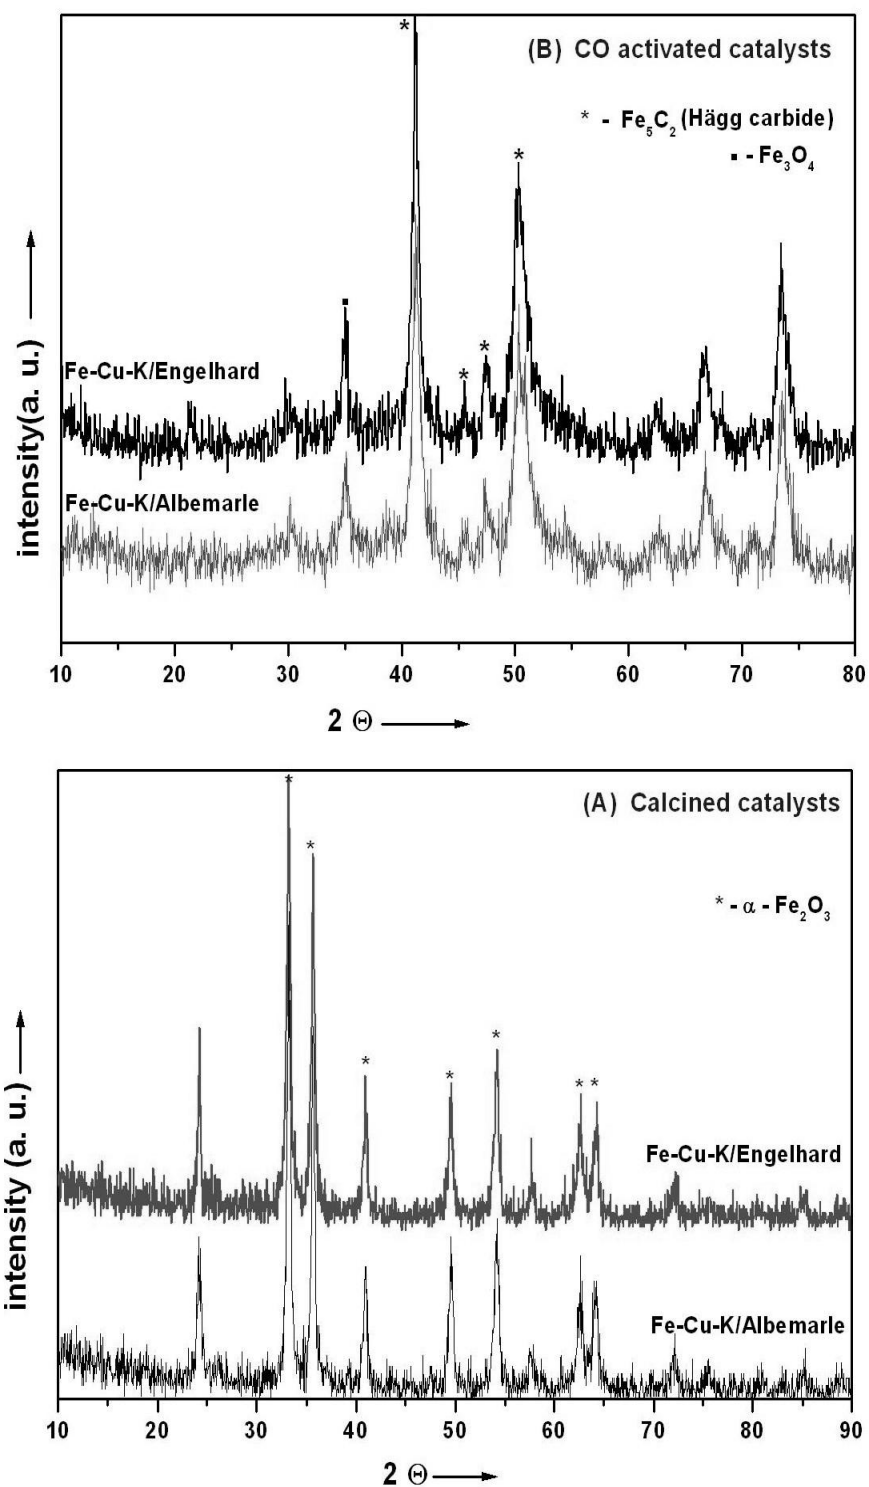 (B) CO activated catalysts
* - Fe₅C₂ (Hägg carbide)
▪ - Fe₃O₄
intensity(a. u.)
Fe-Cu-K/Engelhard
Fe-Cu-K/Albemarle
10 20 30 40 50 60 70 80
2 Θ
(A) Calcined catalysts
* - α - Fe₂O₃
intensity (a. u.)
Fe-Cu-K/Engelhard
Fe-Cu-K/Albemarle
10 20 30 40 50 60 70 80 90
2 Θ